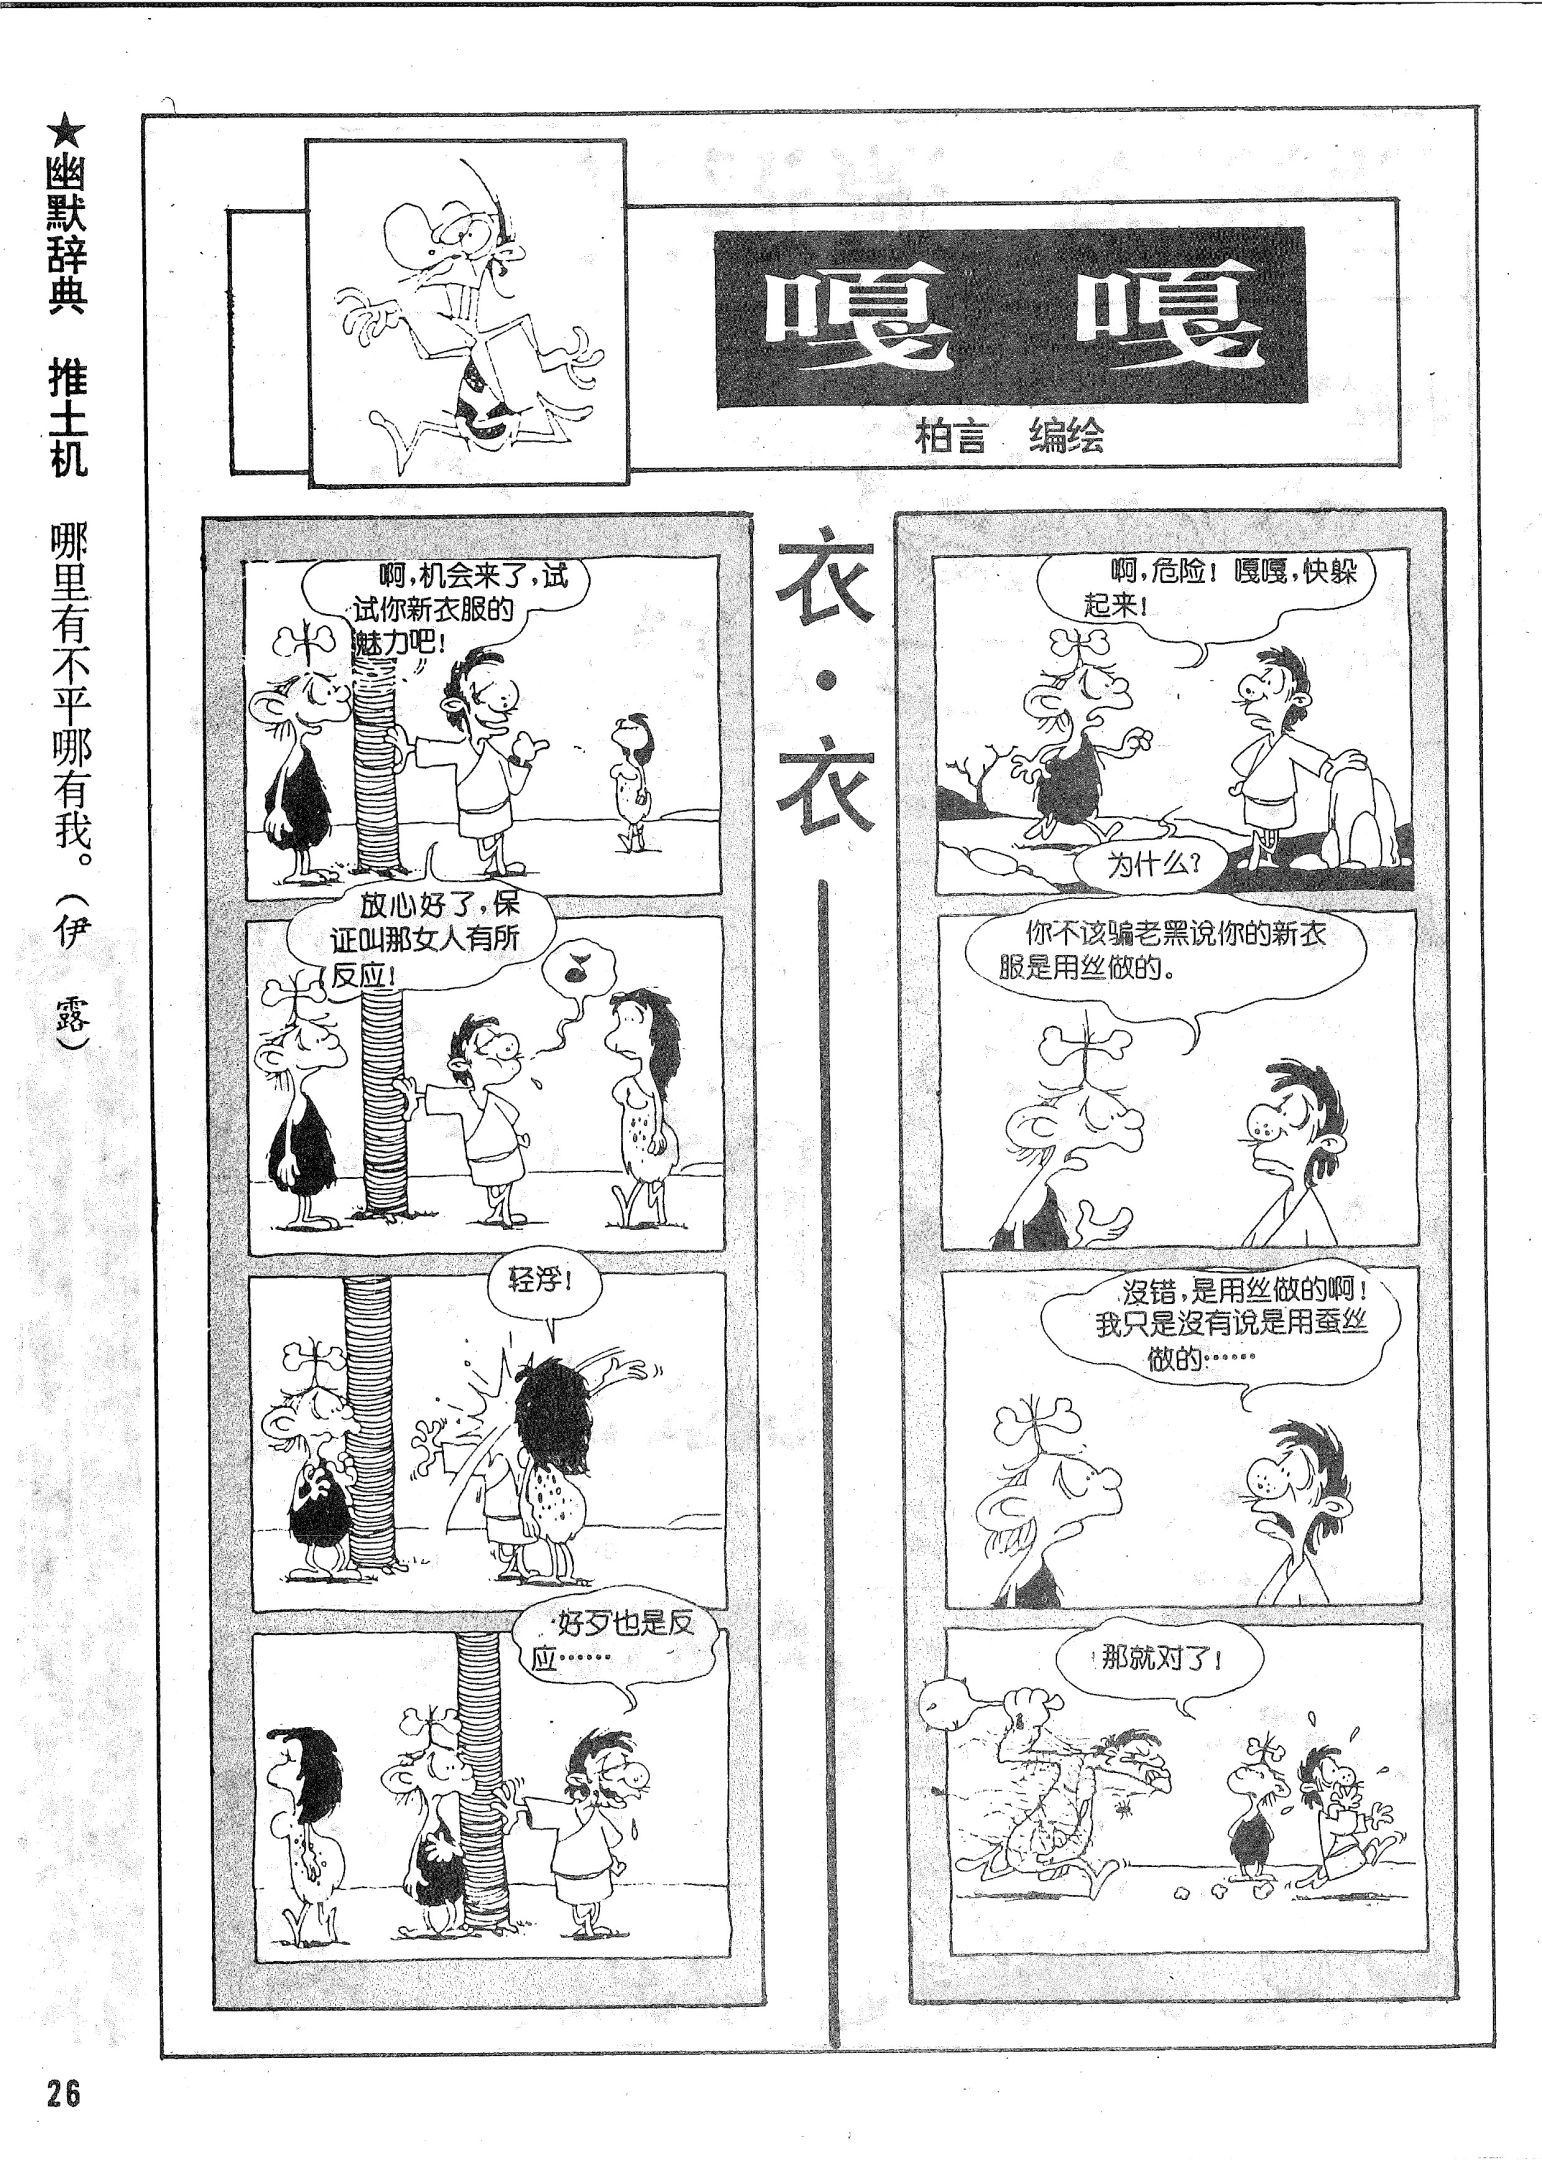 ★幽默辞典 推土机 哪里有不平哪有我。（伊 露）
嘎 嘎
柏言 编绘
衣·衣
啊，机会来了，试
试你新衣服的
魅力吧！
放心好了，保
证叫那女人有所
反应！
轻浮！
好歹也是反
应……
啊，危险！嘎嘎，快躲
起来！
为什么？
你不该骗老黑说你的新衣
服是用丝做的。
沒错，是用丝做的啊！
我只是沒有说是用蚕丝
做的……
那就对了！
26